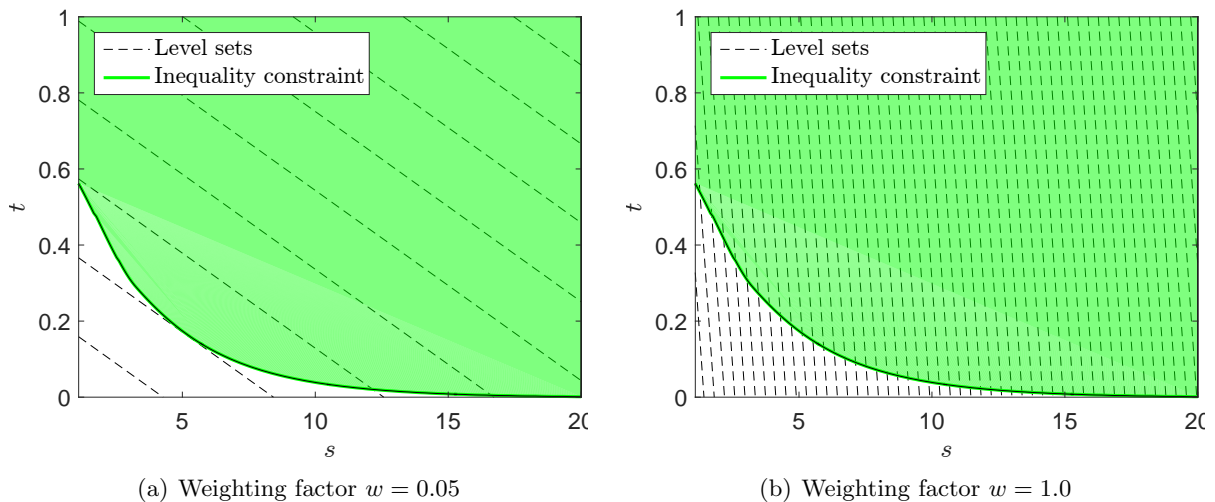 1
0.8
0.6
0.4
0.2
0
t
5
10
15
20
s
Level sets
Inequality constraint
(a) Weighting factor w = 0.05
1
0.8
0.6
0.4
0.2
0
t
5
10
15
20
s
Level sets
Inequality constraint
(b) Weighting factor w = 1.0